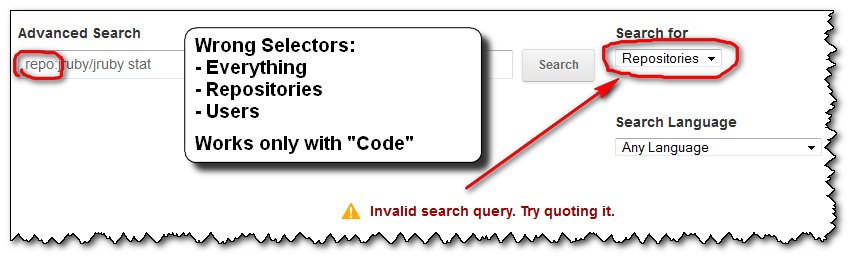 Advanced Search
Search for
repo:jruby/jruby stat
Search
Repositories
Wrong Selectors:
- Everything
- Repositories
- Users
Works only with "Code"
Search Language
Any Language
Invalid search query. Try quoting it.